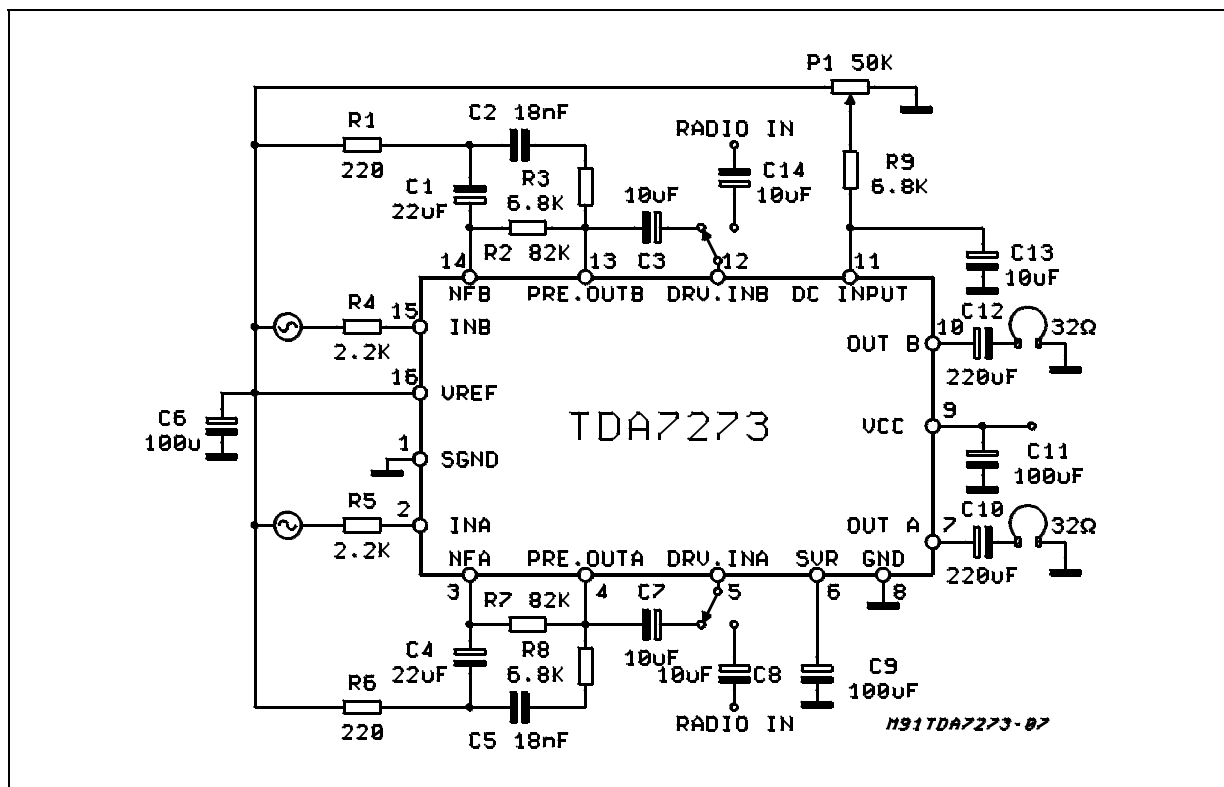 P1 50K
C2 18nF
R1
RADIO IN
220
C1
22uF
R3
6.8K
10uF
C14
10uF
R9
6.8K
R2 82K
C3
C13
10uF
14
13
12
11
NFB
PRE.OUTB
DRV.INB
DC INPUT
R4
2.2K
15
INB
OUT B
10
C12
32Ω
220uF
16
VREF
C6
100u
TDA7273
9
VCC
C11
100uF
1
SGND
R5
2.2K
2
INA
OUT A
7
C10
32Ω
220uF
NFA
PRE.OUTA
DRV.INA
SVR
GND
3
4
5
6
8
R7 82K
C7
C4
22uF
R8
6.8K
10uF
10uF
C8
C9
100uF
R6
220
RADIO IN
C5 18nF
M91TDA7273-07